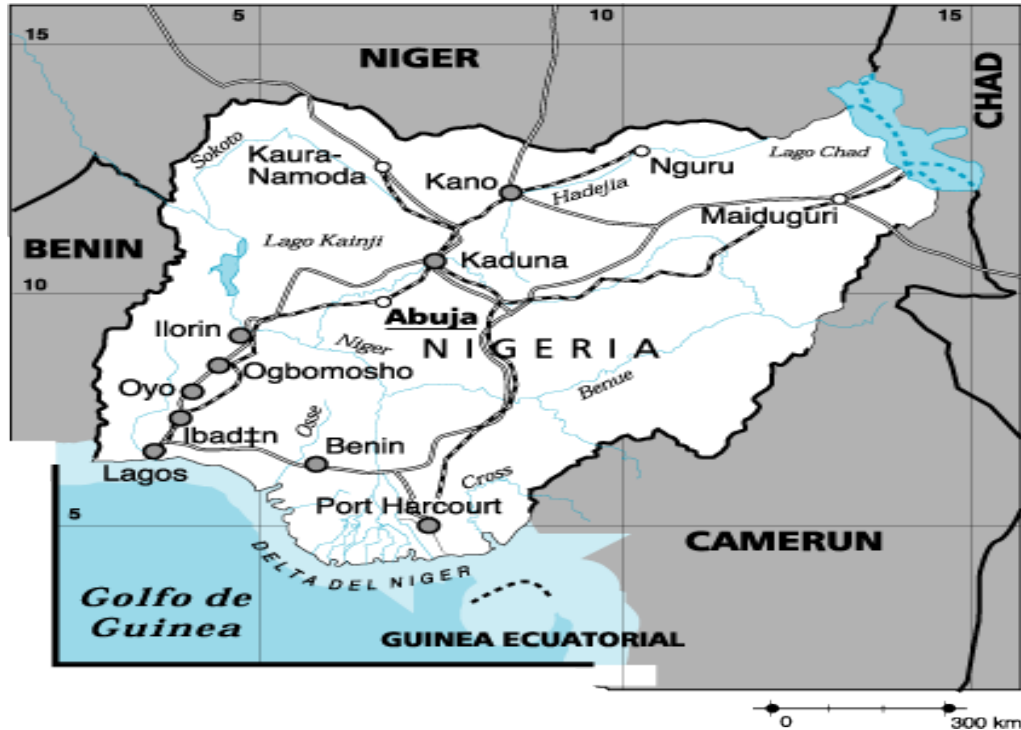 5
10
15
15
NIGER
CHAD
Sokoto
Kaura-
Namoda
Nguru
Lago Chad
Kano
Hadejia
Maiduguri
BENIN
Lago Kainji
Kaduna
10
Abuja
Ilorin
Niger
NIGERIA
Ogbomosho
Oyo
Benue
Osse
Ibad‡n
Benin
Lagos
Cross
Port Harcourt
5
CAMERUN
DELTA DEL NIGER
Golfo de
Guinea
GUINEA ECUATORIAL
0
300 km